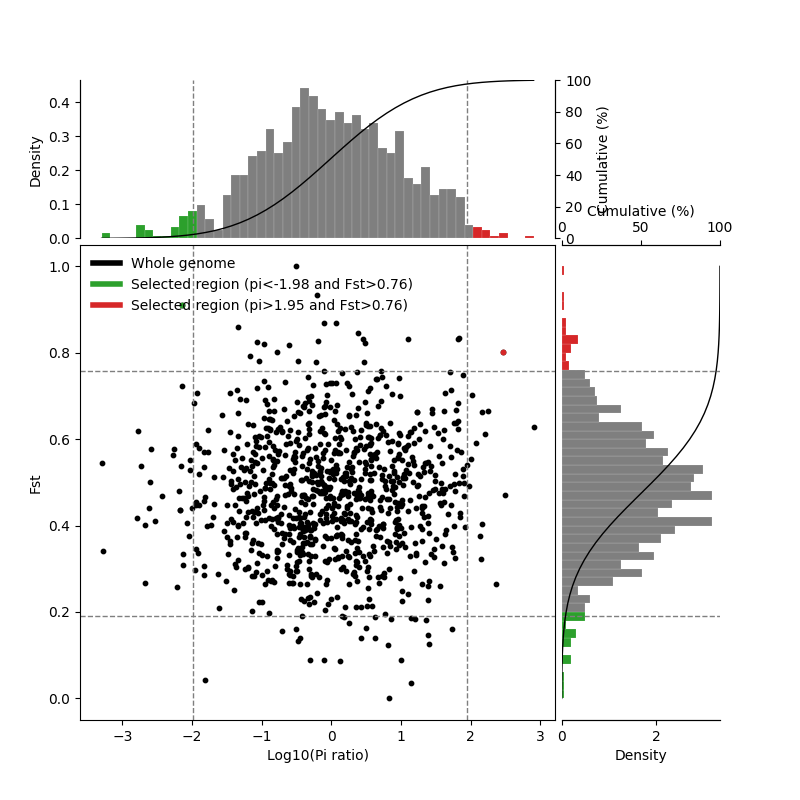 Density
0.4
0.3
0.2
0.1
0.0
100
80
60
40
20
0
Cumulative (%)
Cumulative (%)
0 50 100
Whole genome
Selected region (pi<-1.98 and Fst>0.76)
Selected region (pi>1.95 and Fst>0.76)
Fst
1.0
0.8
0.6
0.4
0.2
0.0
−3 −2 −1 0 1 2 3
Log10(Pi ratio)
0 2
Density